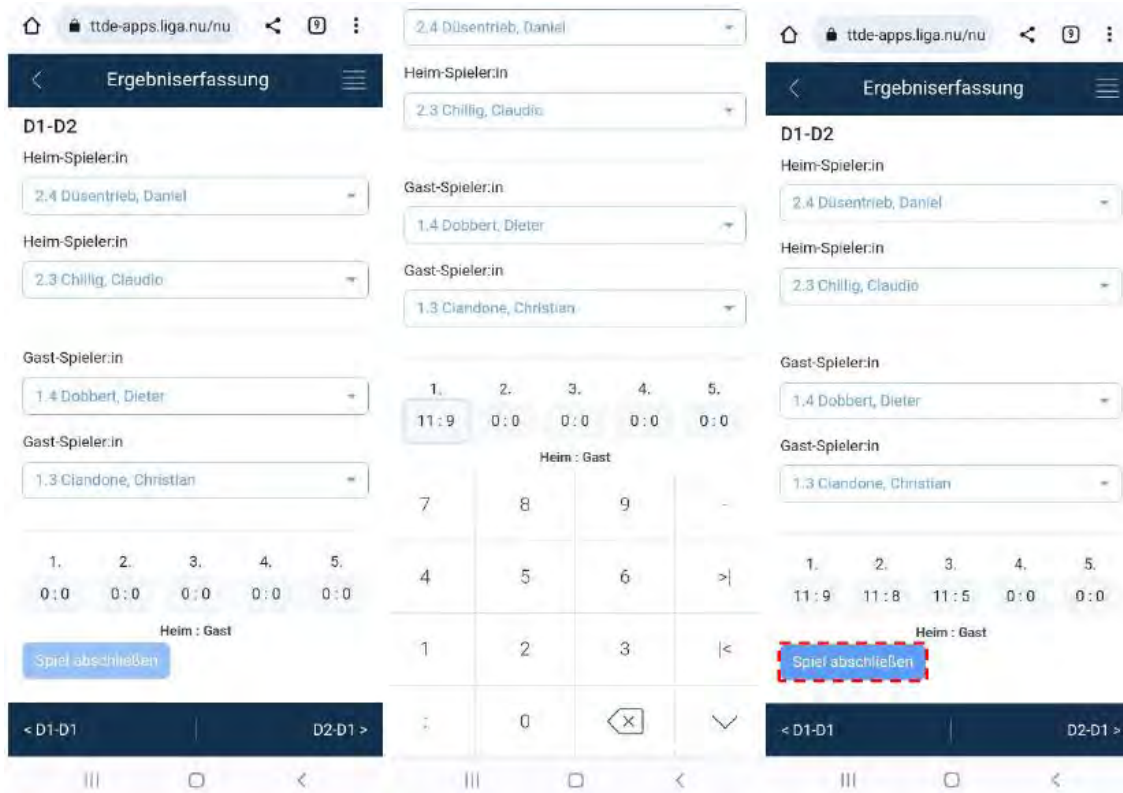 ttde-apps.liga.nu/nu
9
Ergebniserfassung
D1-D2
Heim-Spieler:in
2.4 Düsentrieb, Daniel
Heim-Spieler:in
2.3 Chillig, Claudio
Gast-Spieler:in
1.4 Dobbert, Dieter
Gast-Spieler:in
1.3 Ciandone, Christian
1. 2. 3. 4. 5.
0:0 0:0 0:0 0:0 0:0
Heim : Gast
Spiel abschließen
< D1-D1 D2-D1 >
2.4 Düsentrieb, Daniel
Heim-Spieler:in
2.3 Chillig, Claudio
Gast-Spieler:in
1.4 Dobbert, Dieter
Gast-Spieler:in
1.3 Ciandone, Christian
1. 2. 3. 4. 5.
11:9 0:0 0:0 0:0 0:0
Heim : Gast
7 8 9 -
4 5 6 >|
1 2 3 |<
: 0
ttde-apps.liga.nu/nu
9
Ergebniserfassung
D1-D2
Heim-Spieler:in
2.4 Düsentrieb, Daniel
Heim-Spieler:in
2.3 Chillig, Claudio
Gast-Spieler:in
1.4 Dobbert, Dieter
Gast-Spieler:in
1.3 Ciandone, Christian
1. 2. 3. 4. 5.
11:9 11:8 11:5 0:0 0:0
Heim : Gast
Spiel abschließen
< D1-D1 D2-D1 >